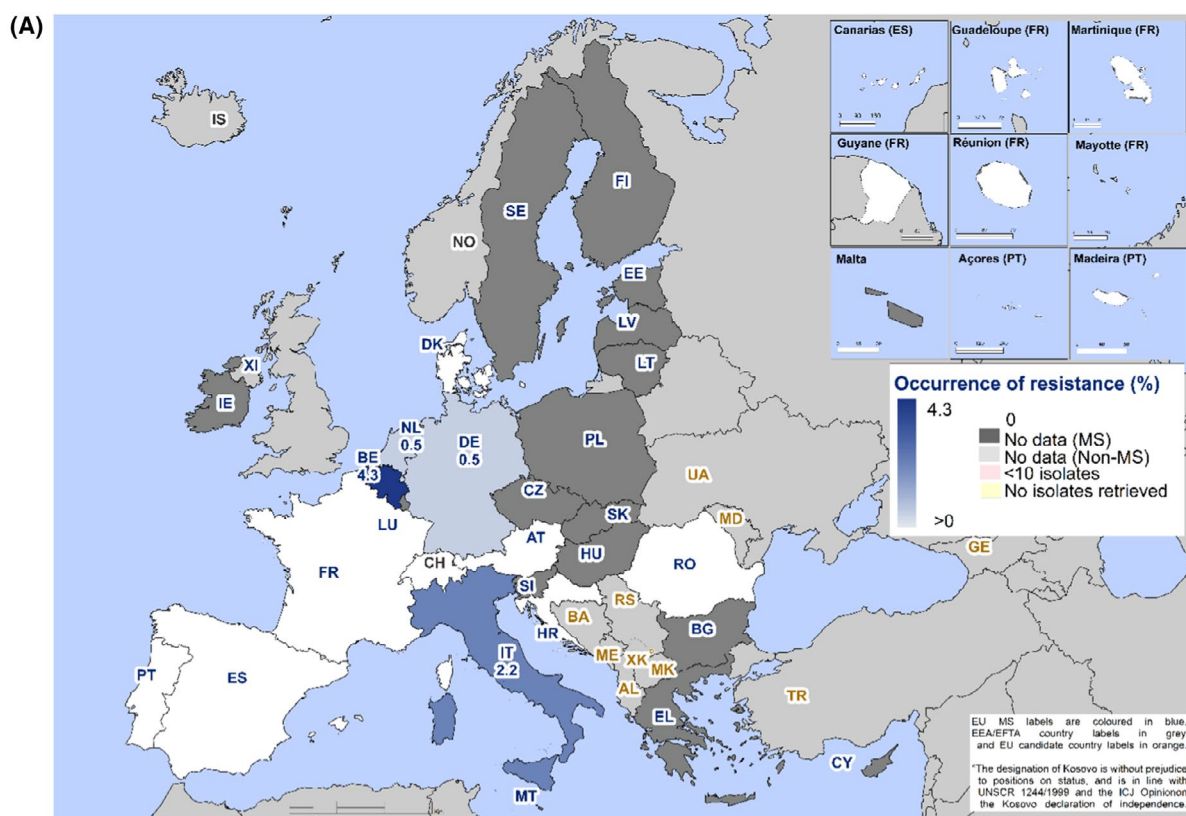 (A)
Canarias (ES)
Guadeloupe (FR)
Martinique (FR)
Guyane (FR)
Réunion (FR)
Mayotte (FR)
Malta
Açores (PT)
Madeira (PT)
IS
FI
SE
NO
EE
LV
DK
LT
XI
IE
NL
0.5
DE
0.5
PL
BE
4.3
UA
CZ
LU
SK
MD
AT
HU
GE
CH
FR
RO
SI
RS
BA
HR
BG
IT
2.2
ME
XK
MK
PT
ES
AL
TR
EL
CY
MT
Occurrence of resistance (%)
4.3
>0
0
No data (MS)
No data (Non-MS)
<10 isolates
No isolates retrieved
EU MS labels are coloured in blue,
EEA/EFTA country labels in grey
and EU candidate country labels in orange.
*The designation of Kosovo is without prejudice
to positions on status, and is in line with
UNSCR 1244/1999 and the ICJ Opinionon
the Kosovo declaration of independence.